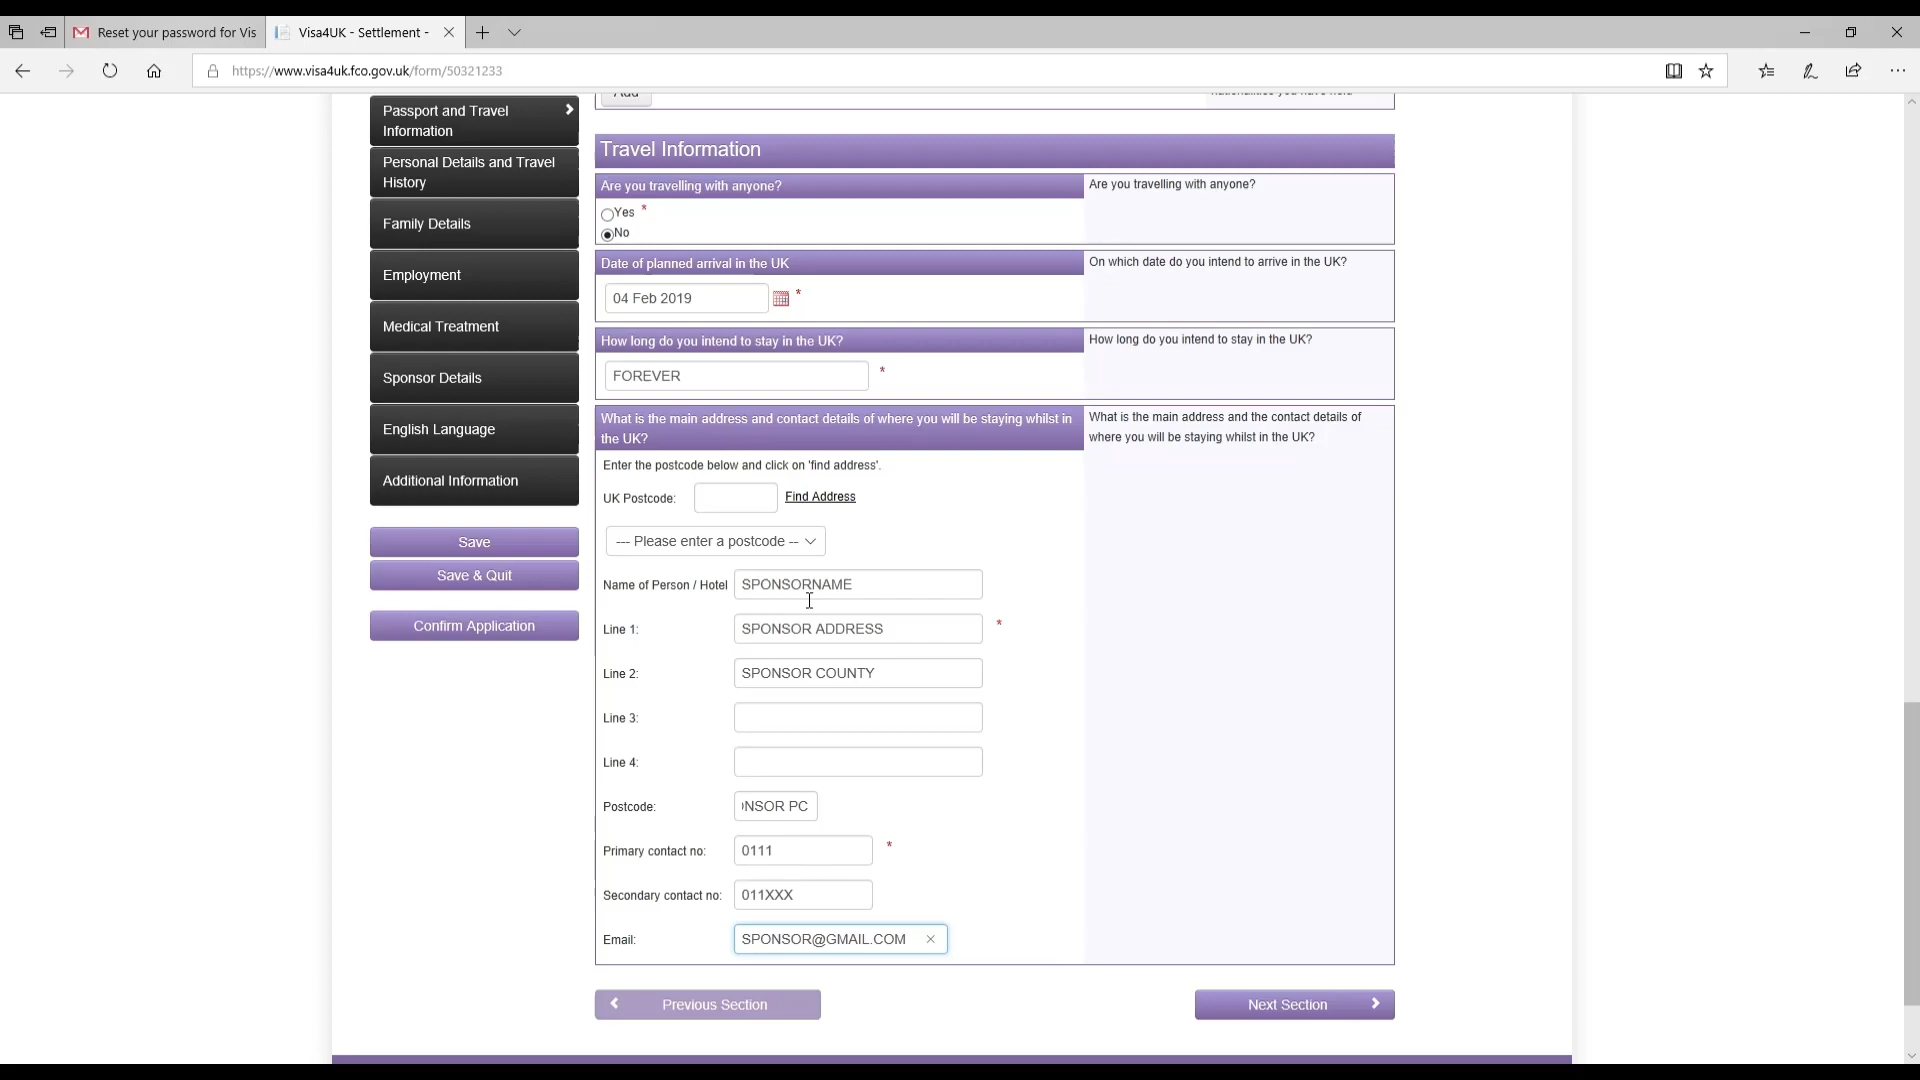 Reset your password for Vis
Visa4UK - Settlement -
https://www.visa4uk.fco.gov.uk/form/50321233
Add
nationalities you have held
Passport and Travel
Information
Personal Details and Travel
History
Family Details
Employment
Medical Treatment
Sponsor Details
English Language
Additional Information
Save
Save & Quit
Confirm Application
Travel Information
Are you travelling with anyone?
Are you travelling with anyone?
Yes *
No
Date of planned arrival in the UK
On which date do you intend to arrive in the UK?
04 Feb 2019 *
How long do you intend to stay in the UK?
How long do you intend to stay in the UK?
FOREVER *
What is the main address and contact details of where you will be staying whilst in
the UK?
What is the main address and the contact details of
where you will be staying whilst in the UK?
Enter the postcode below and click on 'find address'.
UK Postcode: Find Address
--- Please enter a postcode --
Name of Person / Hotel SPONSORNAME
Line 1: SPONSOR ADDRESS *
Line 2: SPONSOR COUNTY
Line 3:
Line 4:
Postcode: NSOR PC
Primary contact no: 0111 *
Secondary contact no: 011XXX
Email: SPONSOR@GMAIL.COM
Previous Section
Next Section